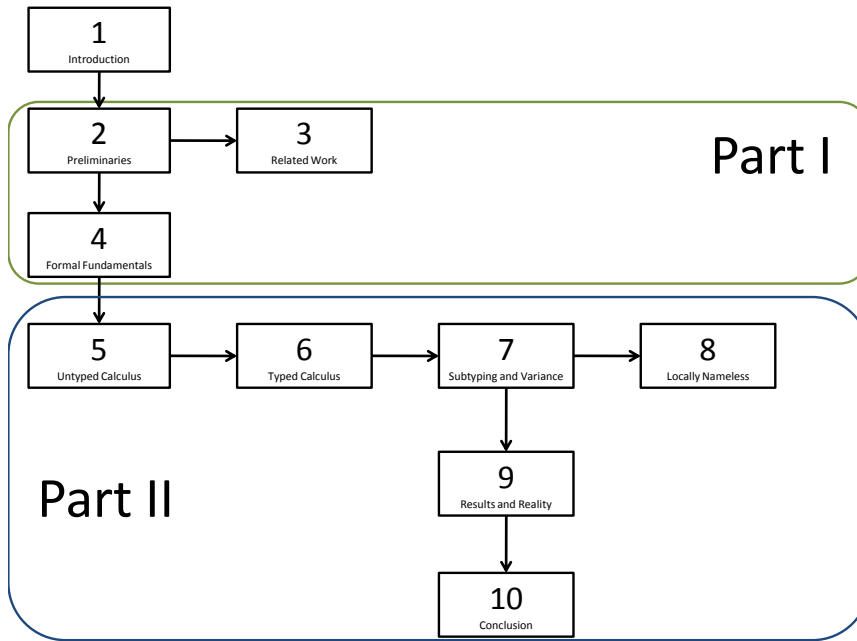 1
Introduction
2
Preliminaries
3
Related Work
Part I
4
Formal Fundamentals
5
Untyped Calculus
6
Typed Calculus
7
Subtyping and Variance
8
Locally Nameless
Part II
9
Results and Reality
10
Conclusion